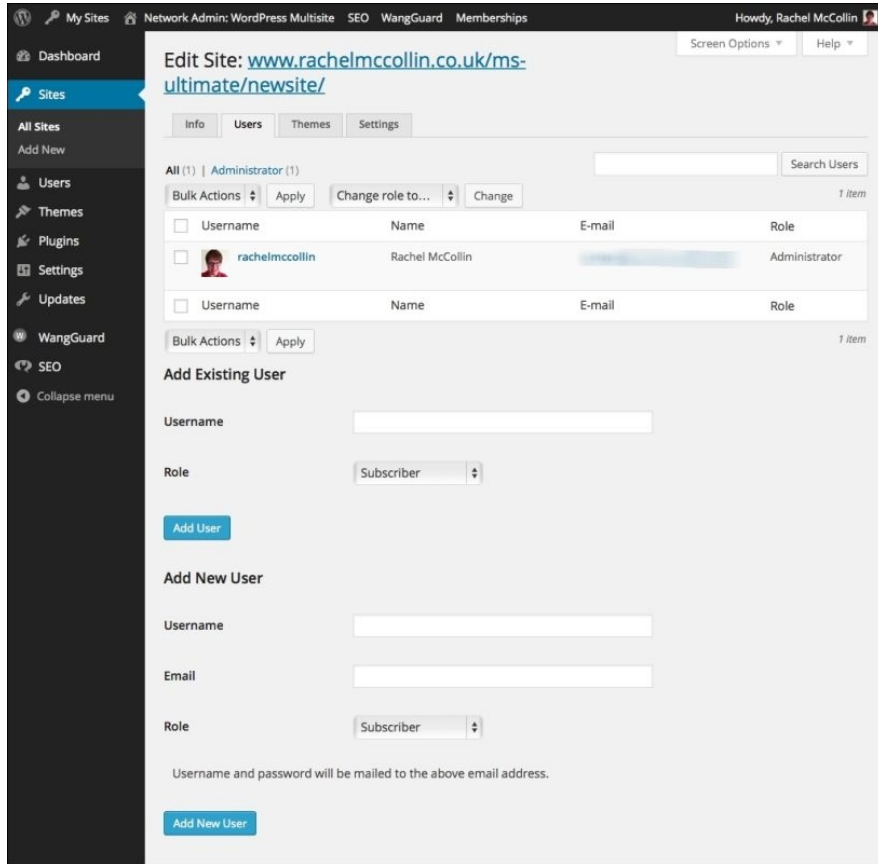 My Sites Network Admin: WordPress Multisite SEO WangGuard Memberships Howdy, Rachel McCollin
Screen Options Help
Dashboard
Sites
All Sites
Add New
Users
Themes
Plugins
Settings
Updates
WangGuard
SEO
Collapse menu
Edit Site: www.rachelmccollin.co.uk/ms-
ultimate/newsite/
Info Users Themes Settings
All (1) | Administrator (1)
Search Users
Bulk Actions Apply Change role to... Change 1 item
Username Name E-mail Role
rachelmccollin Rachel McCollin Administrator
Username Name E-mail Role
Bulk Actions Apply 1 item
Add Existing User
Username
Role Subscriber
Add User
Add New User
Username
Email
Role Subscriber
Username and password will be mailed to the above email address.
Add New User